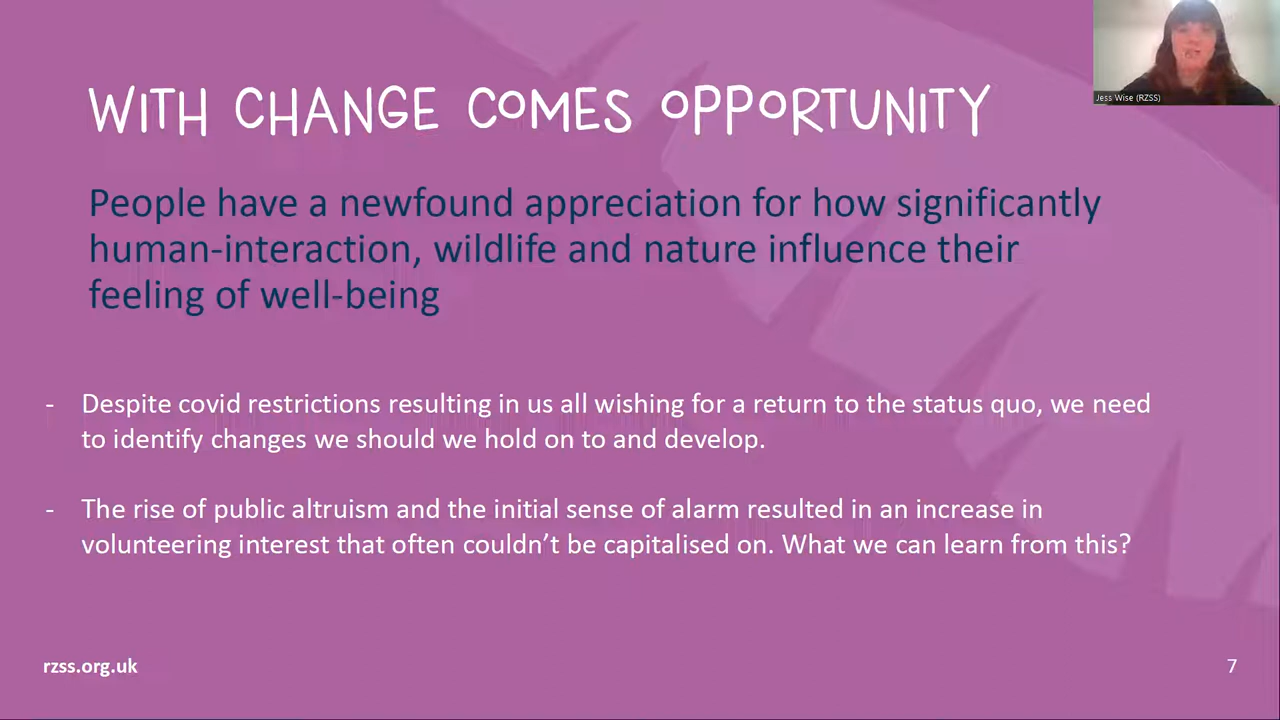 Jess Wise (RZSS)
WITH CHANGE COMES OPPORTUNITY
People have a newfound appreciation for how significantly
human-interaction, wildlife and nature influence their
feeling of well-being
- Despite covid restrictions resulting in us all wishing for a return to the status quo, we need
to identify changes we should we hold on to and develop.
- The rise of public altruism and the initial sense of alarm resulted in an increase in
volunteering interest that often couldn’t be capitalised on. What we can learn from this?
rzss.org.uk
7